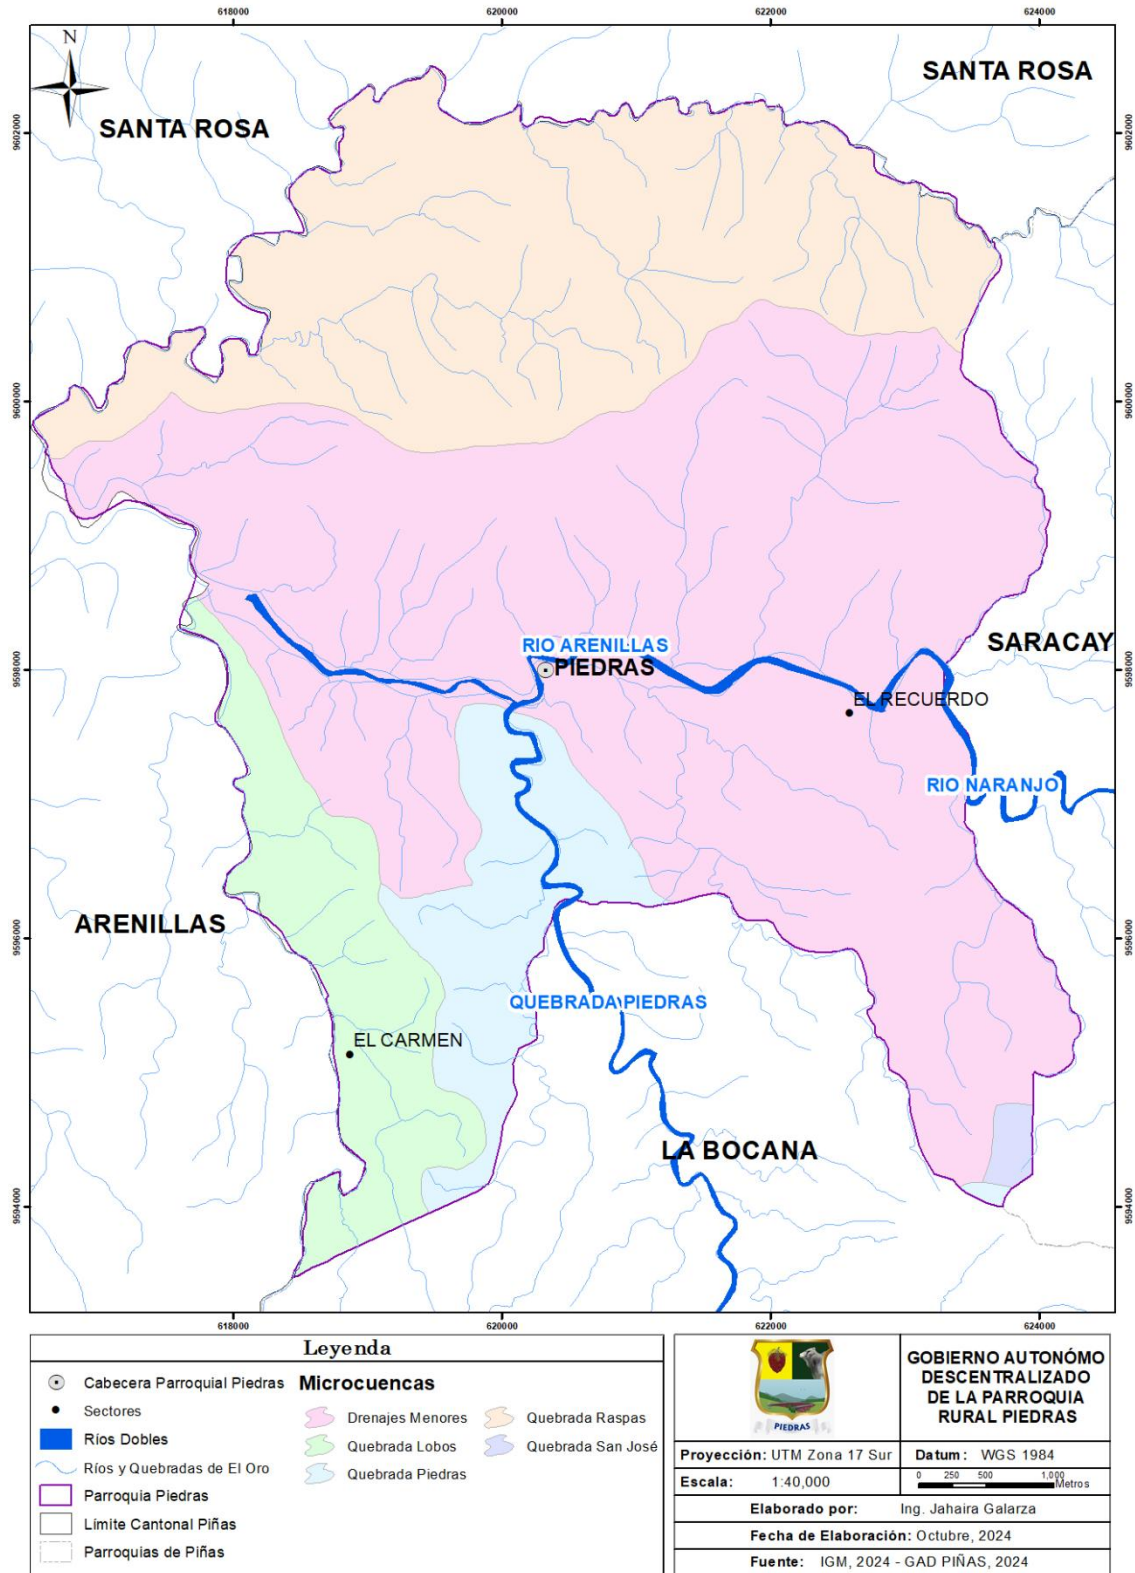 618000
620000
622000
624000
N
SANTA ROSA
SANTA ROSA
9602000
9602000
9600000
9600000
RIO ARENILLAS
PIEDRAS
SARACAY
9598000
9598000
EL RECUERDO
RIO NARANJO
ARENILLAS
9596000
9596000
QUEBRADA PIEDRAS
EL CARMEN
LA BOCANA
9594000
9594000
618000
620000
622000
624000
Leyenda
Cabecera Parroquial Piedras
Sectores
Ríos Dobles
Ríos y Quebradas de El Oro
Parroquia Piedras
Límite Cantonal Piñas
Parroquias de Piñas
Microcuencas
Drenajes Menores
Quebrada Lobos
Quebrada Piedras
Quebrada Raspas
Quebrada San José
PIEDRAS
GOBIERNO AUTONÓMO
DESCENTRALIZADO
DE LA PARROQUIA
RURAL PIEDRAS
Proyección: UTM Zona 17 Sur
Datum: WGS 1984
Escala: 1:40,000
0 250 500 1,000
Metros
Elaborado por: Ing. Jahaira Galarza
Fecha de Elaboración: Octubre, 2024
Fuente: IGM, 2024 - GAD PIÑAS, 2024